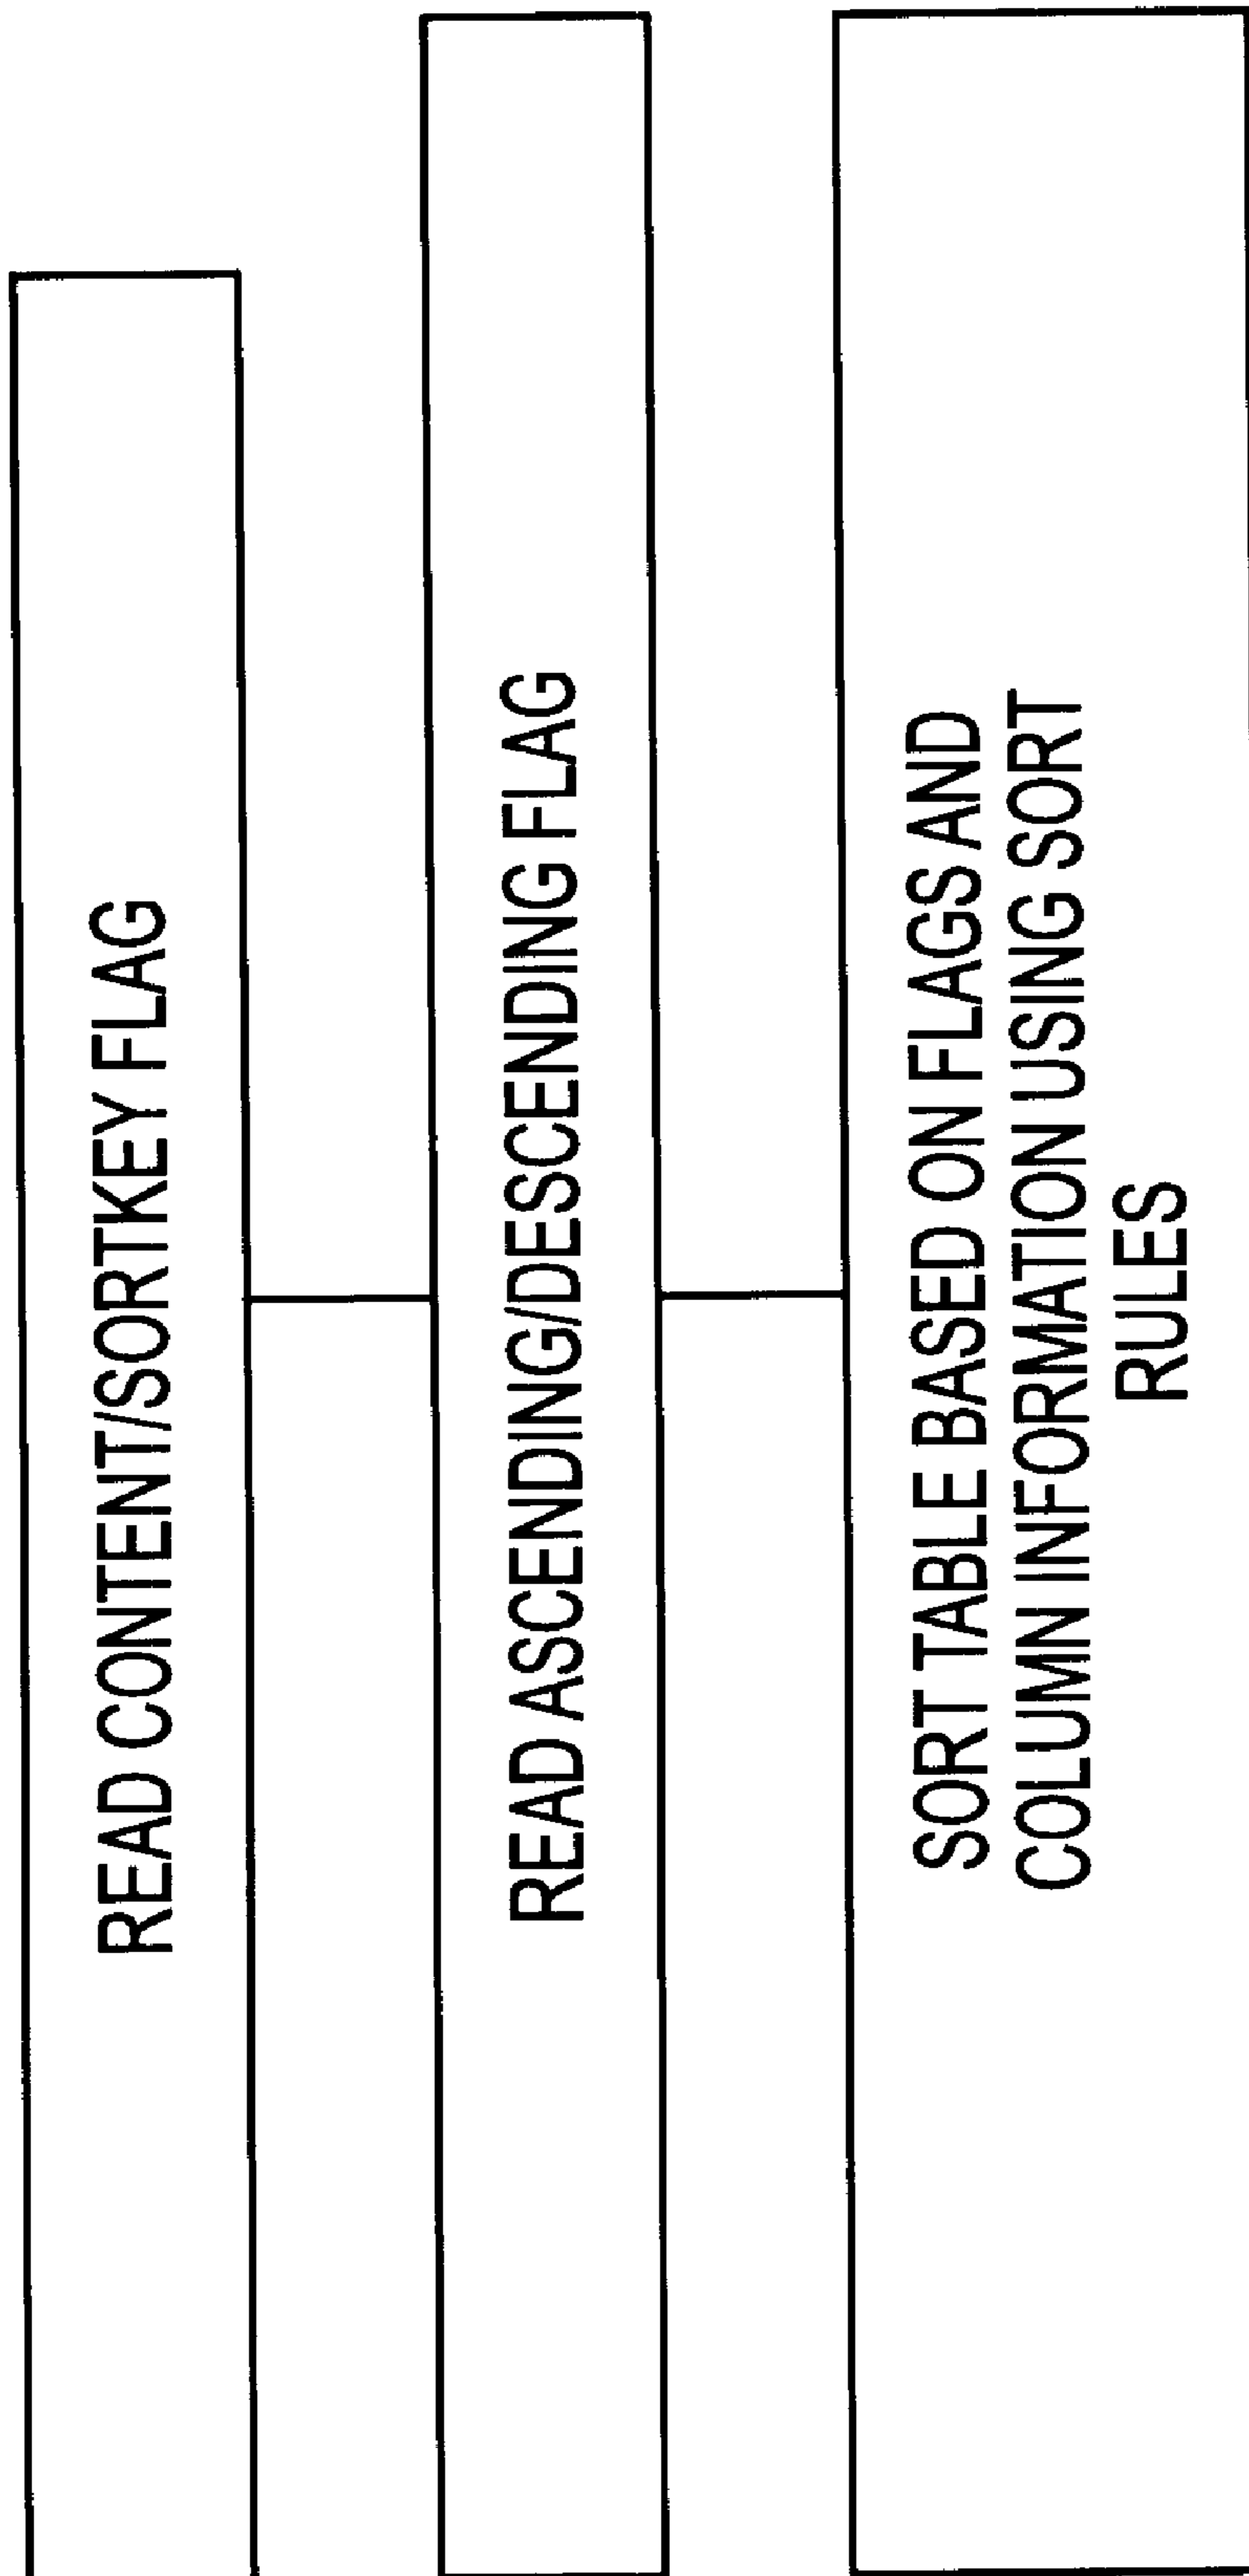 READ CONTENT/SORTKEY FLAG
READ ASCENDING/DESCENDING FLAG
SORT TABLE BASED ON FLAGS AND
COLUMN INFORMATION USING SORT
RULES